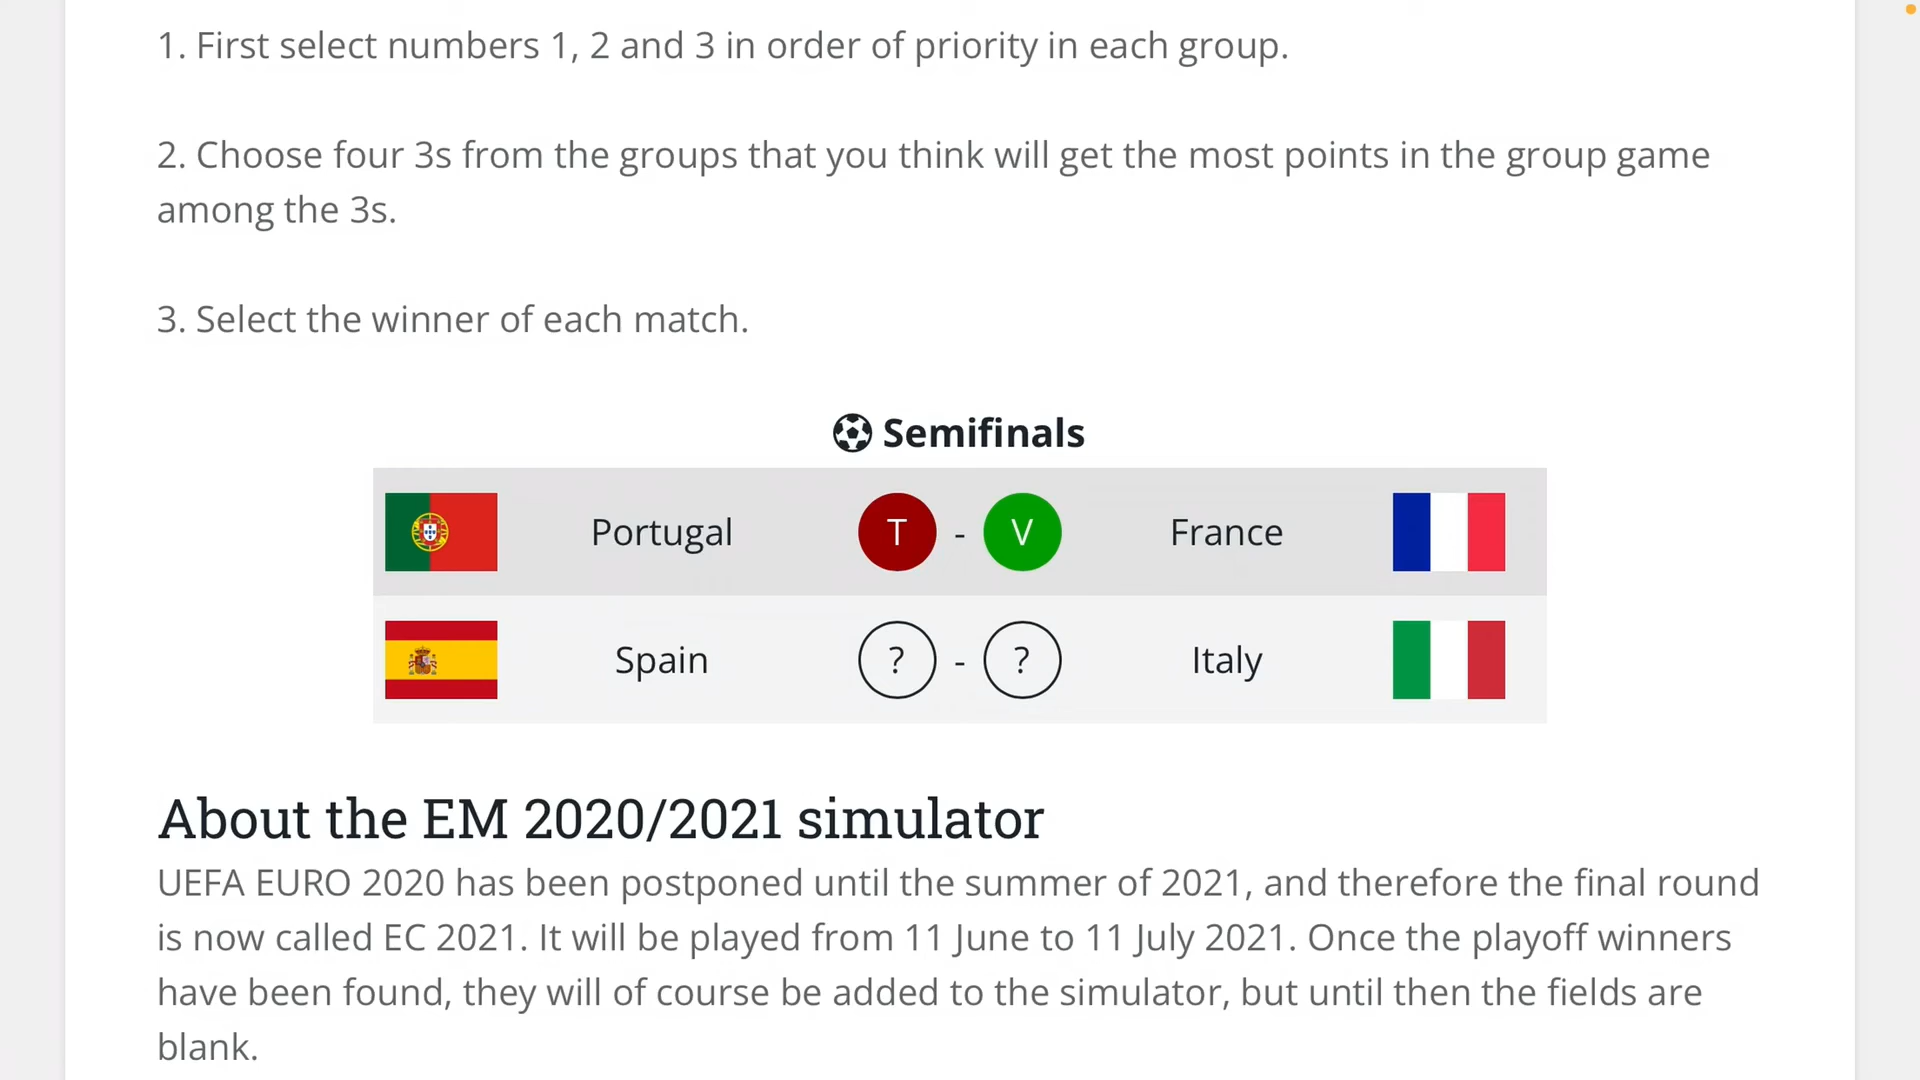 1. First select numbers 1, 2 and 3 in order of priority in each group.
2. Choose four 3s from the groups that you think will get the most points in the group game
among the 3s.
3. Select the winner of each match.
Semifinals
Portugal T - V France
Spain ? - ? Italy
About the EM 2020/2021 simulator
UEFA EURO 2020 has been postponed until the summer of 2021, and therefore the final round
is now called EC 2021. It will be played from 11 June to 11 July 2021. Once the playoff winners
have been found, they will of course be added to the simulator, but until then the fields are
blank.